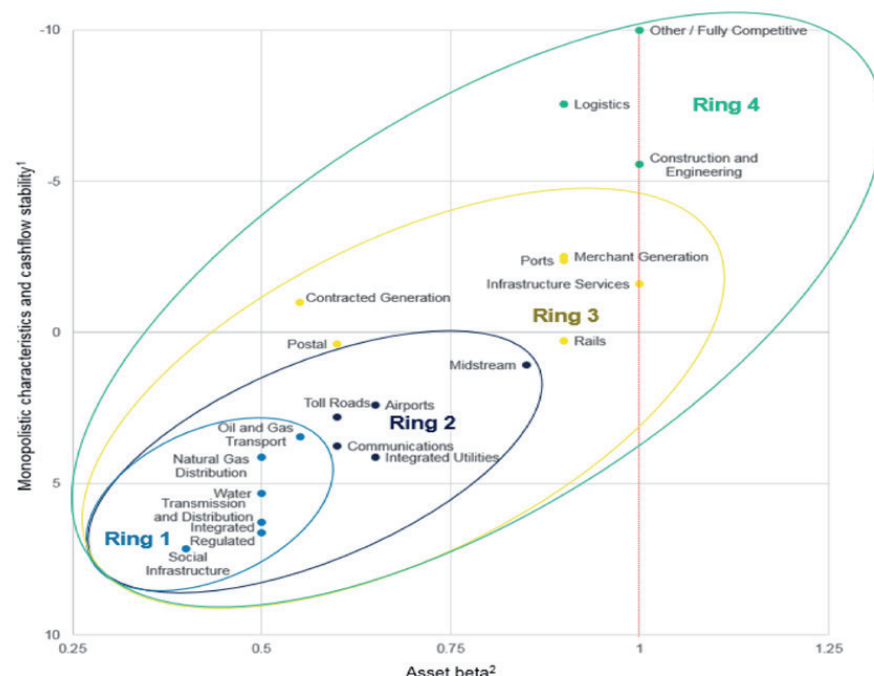 -10
Other / Fully Competitive
Logistics
Ring 4
Construction and
Engineering
-5
Monopolistic characteristics and cashflow stability1
Ports
Merchant Generation
Infrastructure Services
Contracted Generation
Ring 3
0
Postal
Rails
Midstream
Toll Roads
Airports
Ring 2
Oil and Gas
Transport
Communications
Natural Gas
Distribution
Integrated Utilities
5
Water
Transmission
and Distribution
Integrated
Regulated
Ring 1
Social
Infrastructure
10
0.25
0.5
0.75
1
1.25
Asset beta2